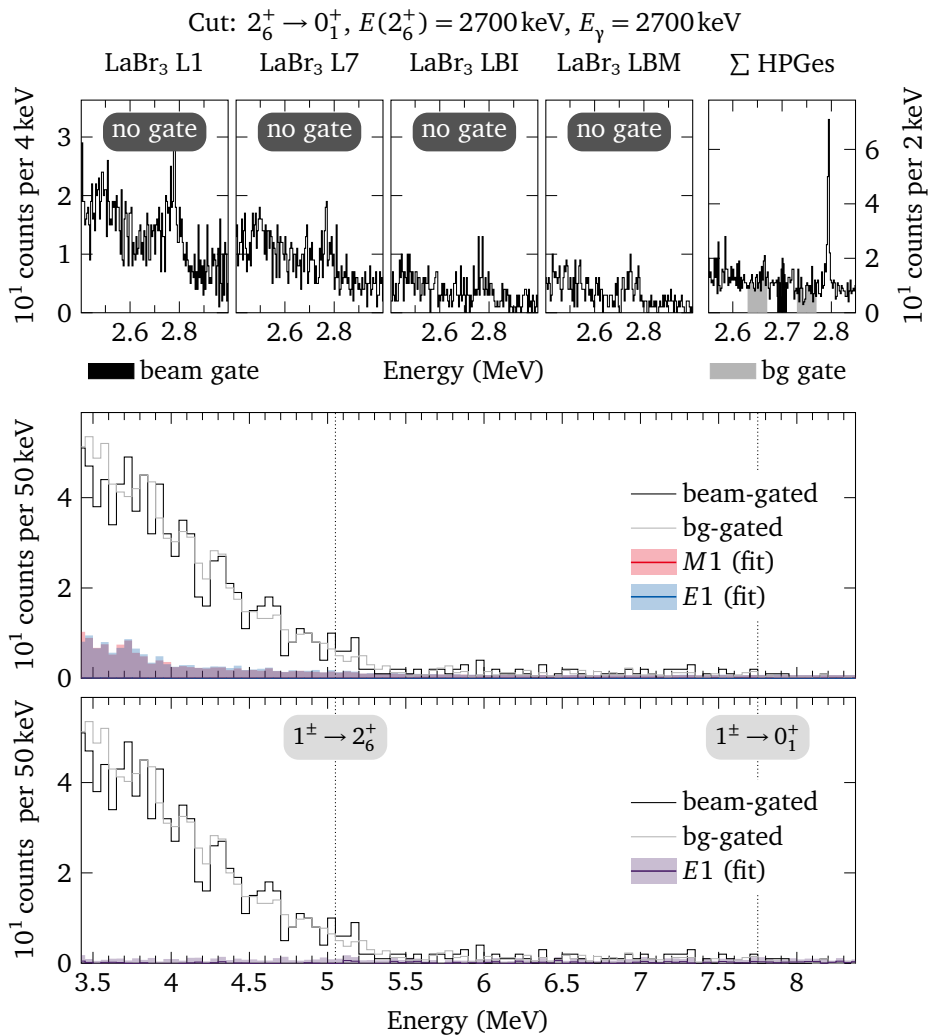 Cut: 2₆⁺ → 0₁⁺, E(2₆⁺) = 2700 keV, Eᵧ = 2700 keV
LaBr₃ L1 LaBr₃ L7 LaBr₃ LBI LaBr₃ LBM ∑ HPGes
no gate no gate no gate no gate
10¹ counts per 4 keV
3
2
1
0
10¹ counts per 2 keV
6
4
2
0
2.6 2.8 2.6 2.8 2.6 2.8 2.6 2.8 2.6 2.7 2.8
beam gate Energy (MeV) bg gate
10¹ counts per 50 keV
4
2
0
beam-gated
bg-gated
M1 (fit)
E1 (fit)
10¹ counts per 50 keV
4
2
0
1± → 2₆⁺ 1± → 0₁⁺
beam-gated
bg-gated
E1 (fit)
3.5 4 4.5 5 5.5 6 6.5 7 7.5 8
Energy (MeV)